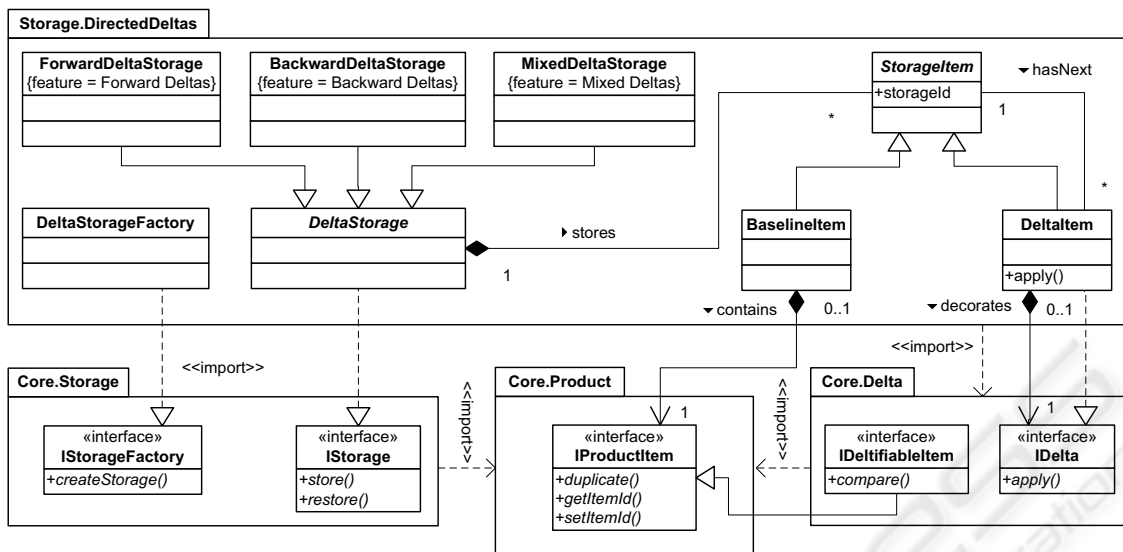 Storage.DirectedDeltas
ForwardDeltaStorage
{feature = Forward Deltas}
BackwardDeltaStorage
{feature = Backward Deltas}
MixedDeltaStorage
{feature = Mixed Deltas}
StorageItem
+storageId
hasNext
*
1
*
DeltaStorageFactory
DeltaStorage
stores
1
BaselineItem
DeltaItem
+apply()
contains
0..1
decorates
0..1
<<import>>
<<import>>
Core.Storage
«interface»
IStorageFactory
+createStorage()
«interface»
IStorage
+store()
+restore()
<<import>>
Core.Product
1
«interface»
IProductItem
+duplicate()
+getItemId()
+setItemId()
<<import>>
Core.Delta
«interface»
IDeltifiableItem
+compare()
1
«interface»
IDelta
+apply()